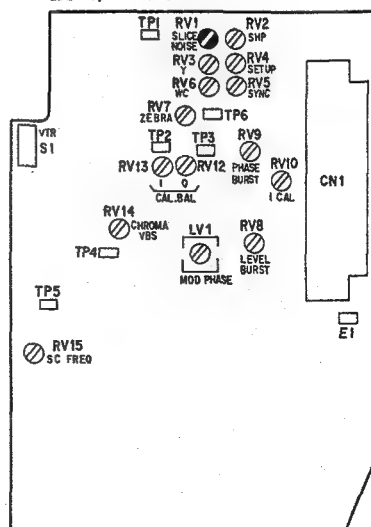 TP1
RV1
SLICE
NOISE
RV2
SHP
RV3
Y
RV4
SETUP
RV6
WC
RV5
SYNC
RV7
ZEBRA
TP6
VTR
S1
TP2
TP3
RV9
PHASE
BURST
RV13
RV12
I
Q
CAL.BAL
RV10
I CAL
CN1
RV14
CHROMA
VBS
TP4
LV1
MOD PHASE
RV8
LEVEL
BURST
TP5
E1
RV15
SC FREQ